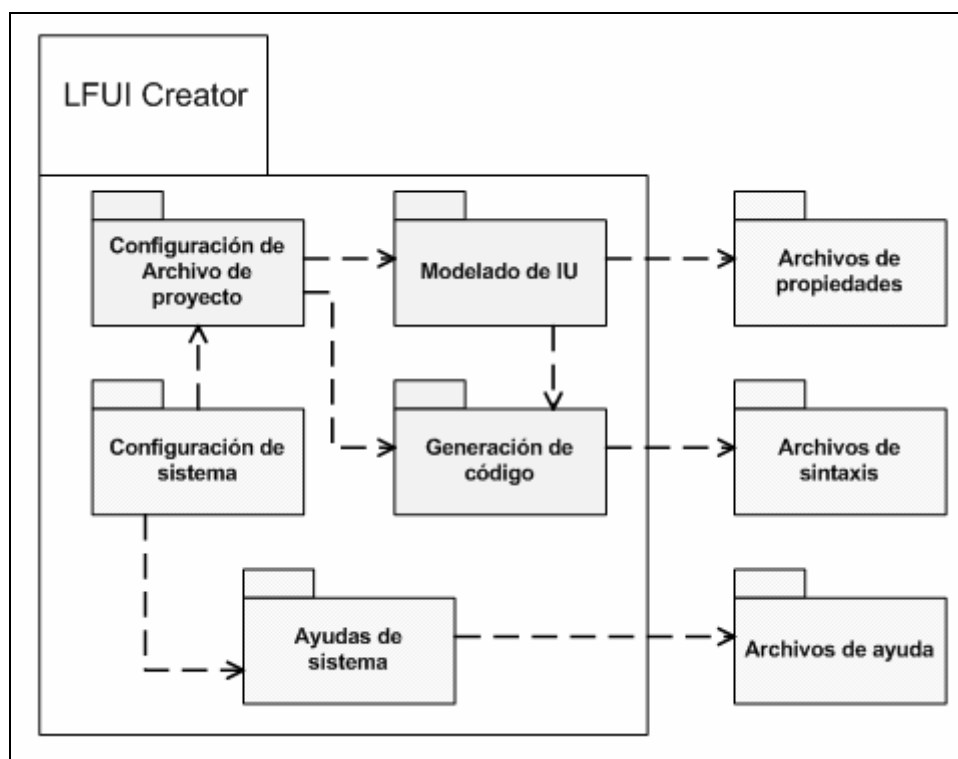 LFUI Creator
Configuración de
Archivo de
proyecto
Modelado de IU
Archivos de
propiedades
Configuración de
sistema
Generación de
código
Archivos de
sintaxis
Ayudas de
sistema
Archivos de ayuda